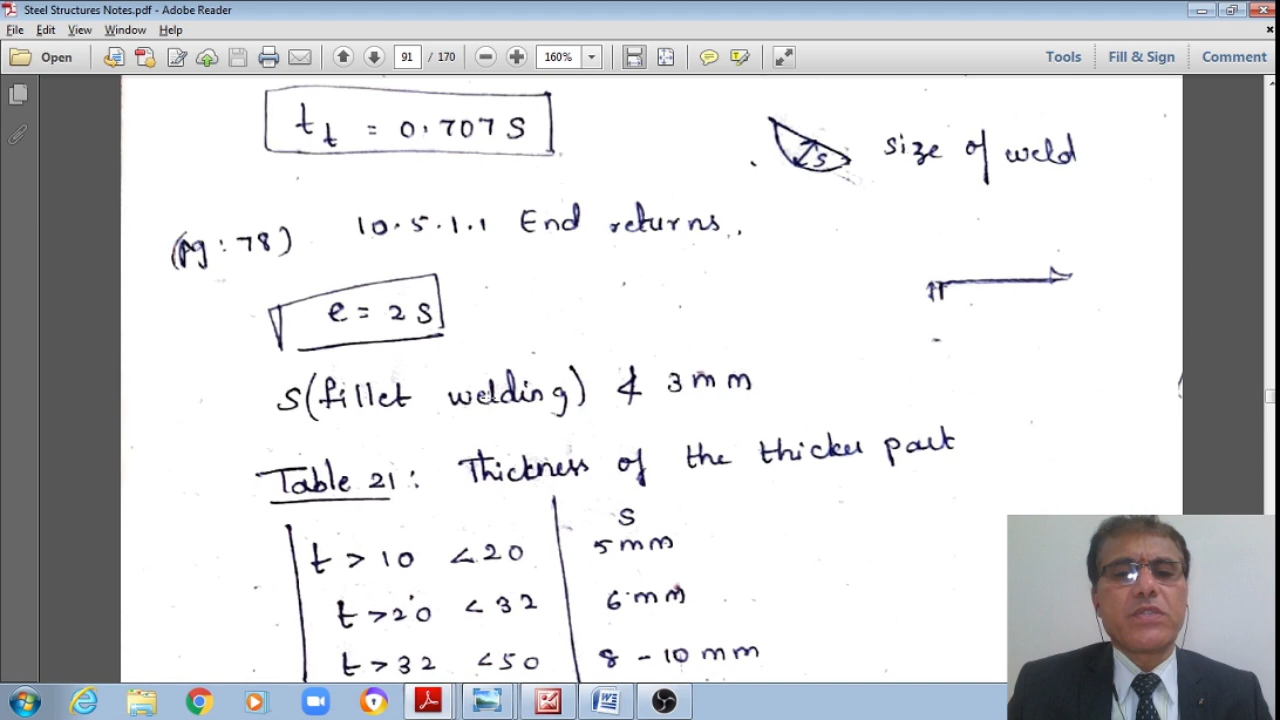 Steel Structures Notes.pdf - Adobe Reader
File Edit View Window Help
Open 91 / 170 160% Tools Fill & Sign Comment
tt = 0.707 S
size of weld
S
(pg : 78) 10.5.1.1 End returns.
e = 2 S
S(fillet welding) ≮ 3 mm
Table 21 : Thickness of the thicker part
S
t > 10 < 20 5 mm
t > 20 < 32 6 mm
t > 32 < 50 8 - 10 mm